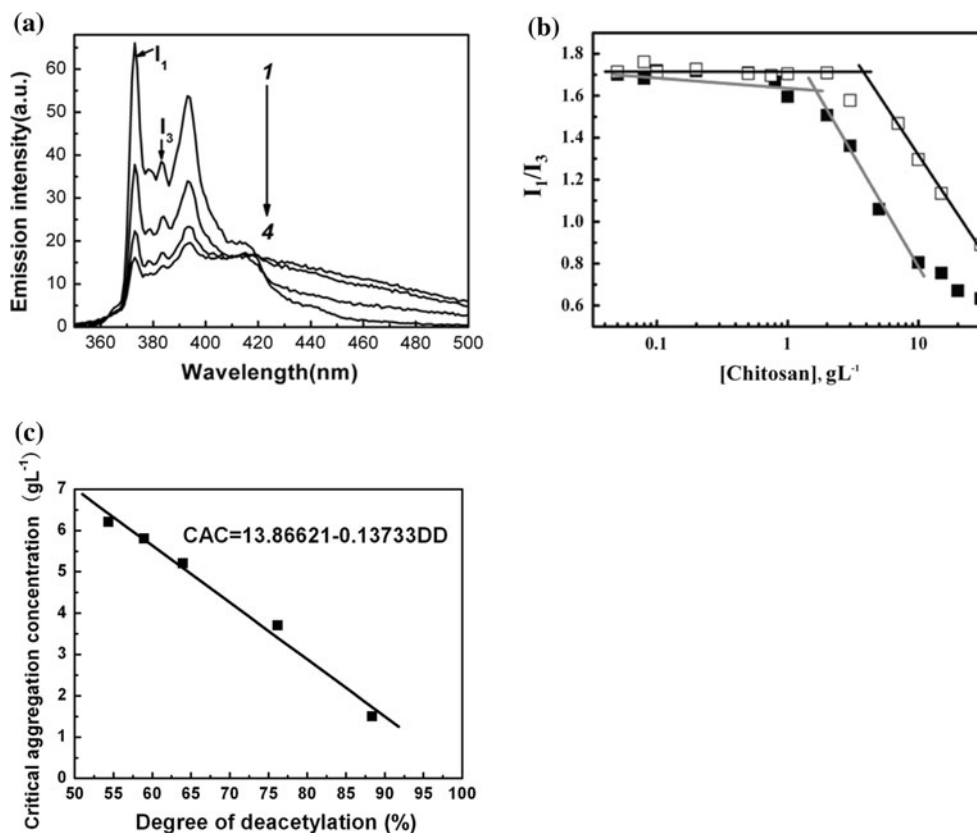 (a)
Emission intensity(a.u.)
60
50
40
30
20
10
0
I1
I3
1
4
360 380 400 420 440 460 480 500
Wavelength(nm)
(b)
I1/I3
1.8
1.6
1.4
1.2
1.0
0.8
0.6
0.1 1 10
[Chitosan], gL-1
(c)
Critical aggregation concentration (gL-1)
7
6
5
4
3
2
1
0
CAC=13.86621-0.13733DD
50 55 60 65 70 75 80 85 90 95 100
Degree of deacetylation (%)